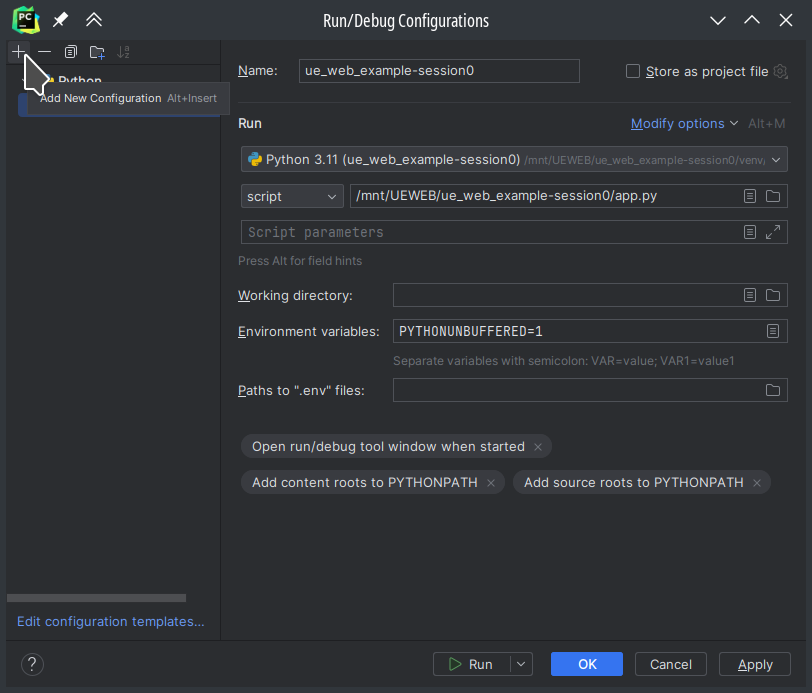 PC
Run/Debug Configurations
Python
Add New Configuration Alt+Insert
Name: ue_web_example-session0
Store as project file
Run
Modify options Alt+M
Python 3.11 (ue_web_example-session0) /mnt/UEWEB/ue_web_example-session0/venv/
script /mnt/UEWEB/ue_web_example-session0/app.py
Script parameters
Press Alt for field hints
Working directory:
Environment variables: PYTHONUNBUFFERED=1
Separate variables with semicolon: VAR=value; VAR1=value1
Paths to ".env" files:
Open run/debug tool window when started ×
Add content roots to PYTHONPATH × Add source roots to PYTHONPATH ×
Edit configuration templates...
? Run OK Cancel Apply